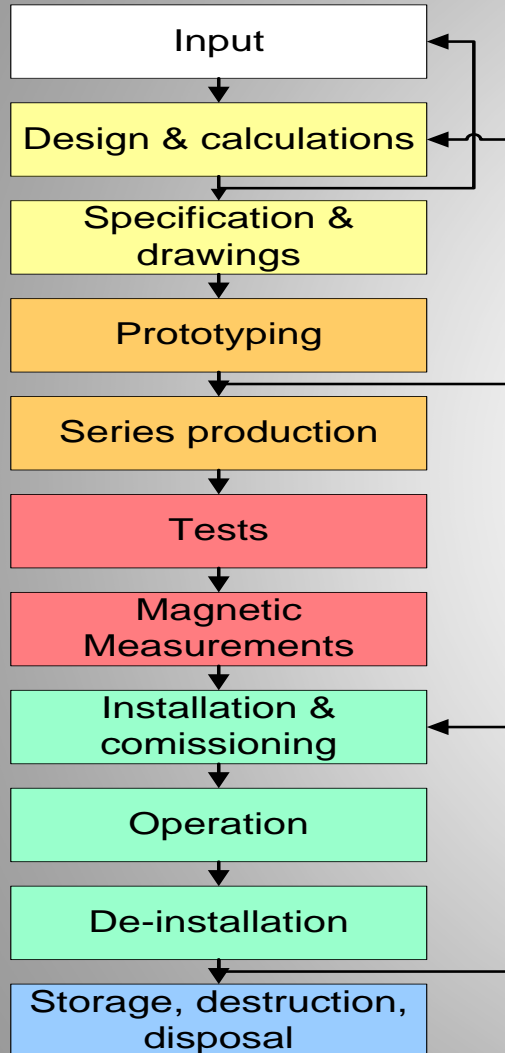 Input
Design & calculations
Specification &
drawings
Prototyping
Series production
Tests
Magnetic
Measurements
Installation &
comissioning
Operation
De-installation
Storage, destruction,
disposal